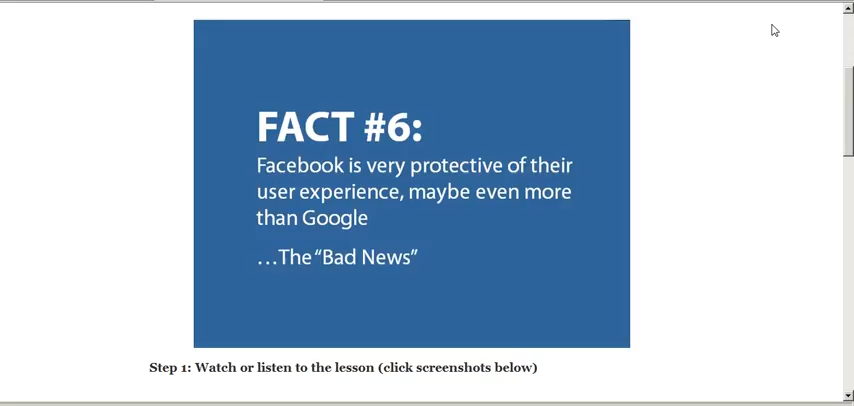 FACT #6:
Facebook is very protective of their
user experience, maybe even more
than Google
…The “Bad News”
Step 1: Watch or listen to the lesson (click screenshots below)